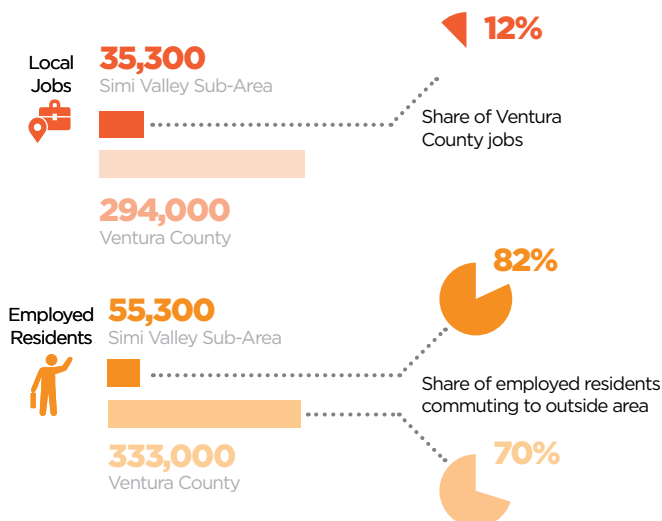 12%
Local
Jobs
35,300
Simi Valley Sub-Area
Share of Ventura
County jobs
294,000
Ventura County
82%
Employed
Residents
55,300
Simi Valley Sub-Area
Share of employed residents
commuting to outside area
333,000
Ventura County
70%